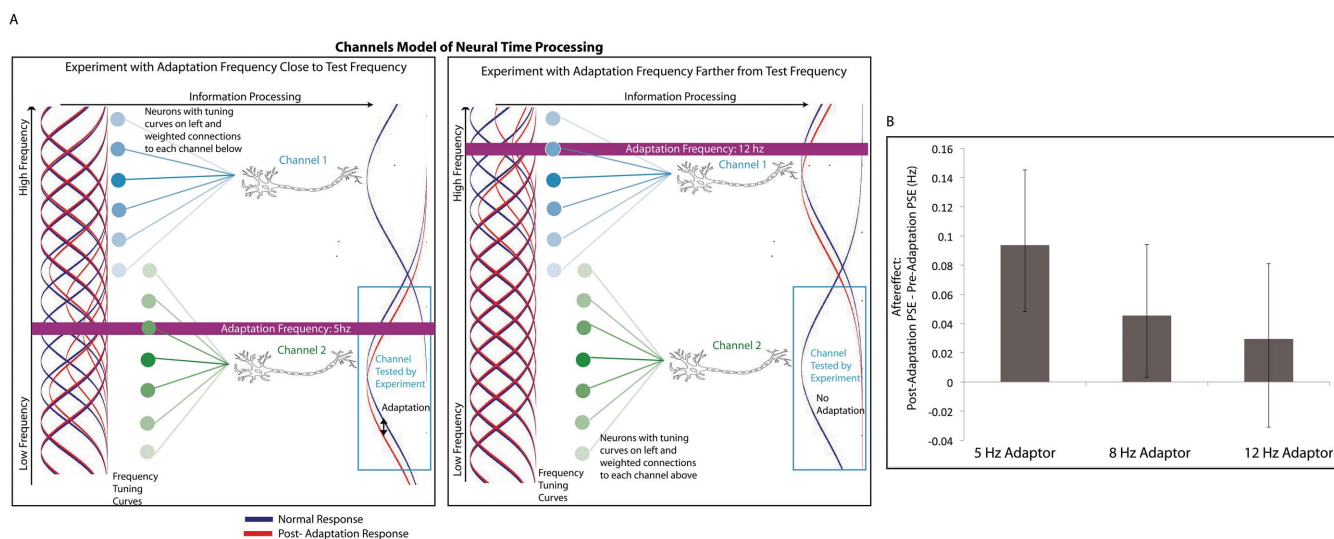 A
Channels Model of Neural Time Processing
Experiment with Adaptation Frequency Close to Test Frequency
Information Processing
High Frequency
Low Frequency
Neurons with tuning
curves on left and
weighted connections
to each channel below
Channel 1
Adaptation Frequency: 5hz
Channel 2
Channel
Tested by
Experiment
Adaptation
Frequency
Tuning
Curves
Experiment with Adaptation Frequency Farther from Test Frequency
Information Processing
High Frequency
Low Frequency
Adaptation Frequency: 12 hz
Channel 1
Channel 2
Channel
Tested by
Experiment
No
Adaptation
Neurons with tuning
curves on left and
weighted connections
to each channel above
Frequency
Tuning
Curves
Normal Response
Post- Adaptation Response
B
Aftereffect:
Post-Adaptation PSE - Pre-Adaptation PSE (Hz)
0.16
0.14
0.12
0.1
0.08
0.06
0.04
0.02
0
-0.02
-0.04
5 Hz Adaptor
8 Hz Adaptor
12 Hz Adaptor